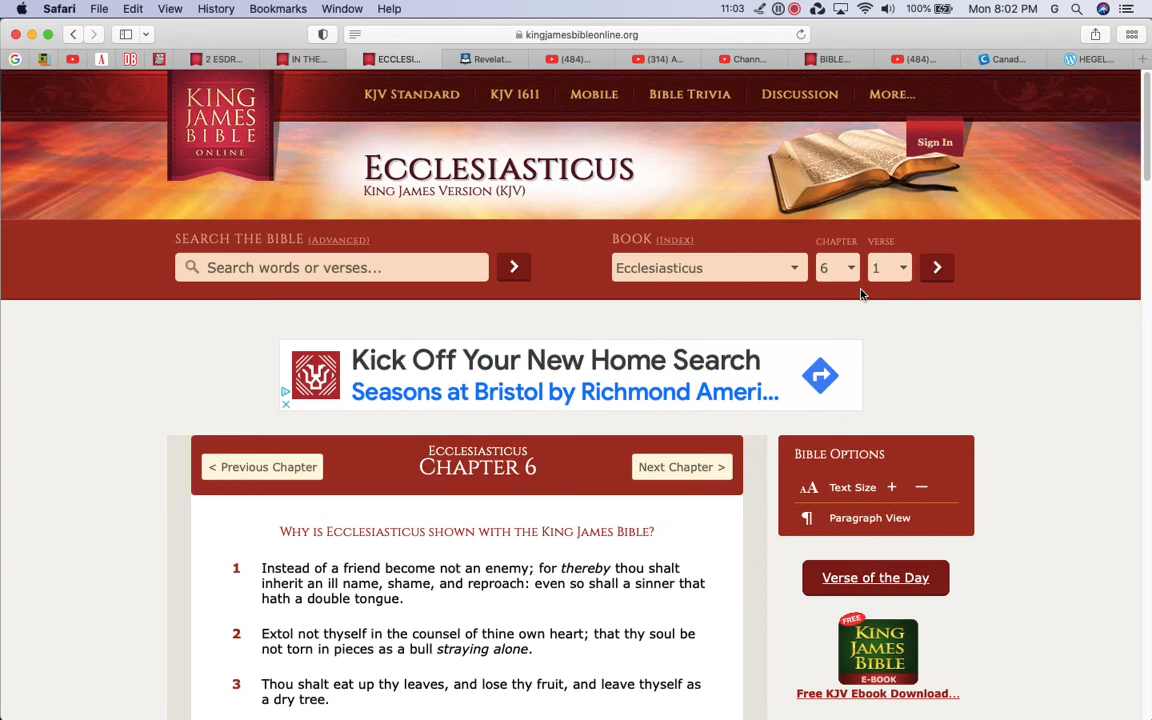 Safari File Edit View History Bookmarks Window Help 11:03 100% Mon 8:02 PM G
kingjamesbibleonline.org
G A DB 2 ESDR... IN THE... ECCLESI... Revelat... (484)... (314) A... Chann... BIBLE... (484)... Canad... HEGEL...
KING
JAMES
BIBLE
ONLINE
KJV STANDARD KJV 1611 MOBILE BIBLE TRIVIA DISCUSSION MORE...
Sign In
ECCLESIASTICUS
KING JAMES VERSION (KJV)
SEARCH THE BIBLE (ADVANCED)
Search words or verses...
BOOK (INDEX) CHAPTER VERSE
Ecclesiasticus 6 1
Kick Off Your New Home Search
Seasons at Bristol by Richmond Ameri...
< Previous Chapter
ECCLESIASTICUS
CHAPTER 6
Next Chapter >
WHY IS ECCLESIASTICUS SHOWN WITH THE KING JAMES BIBLE?
1 Instead of a friend become not an enemy; for thereby thou shalt
inherit an ill name, shame, and reproach: even so shall a sinner that
hath a double tongue.
2 Extol not thyself in the counsel of thine own heart; that thy soul be
not torn in pieces as a bull straying alone.
3 Thou shalt eat up thy leaves, and lose thy fruit, and leave thyself as
a dry tree.
BIBLE OPTIONS
AA Text Size + −
¶ Paragraph View
Verse of the Day
FREE
KING
JAMES
BIBLE
E-BOOK
Free KJV Ebook Download...